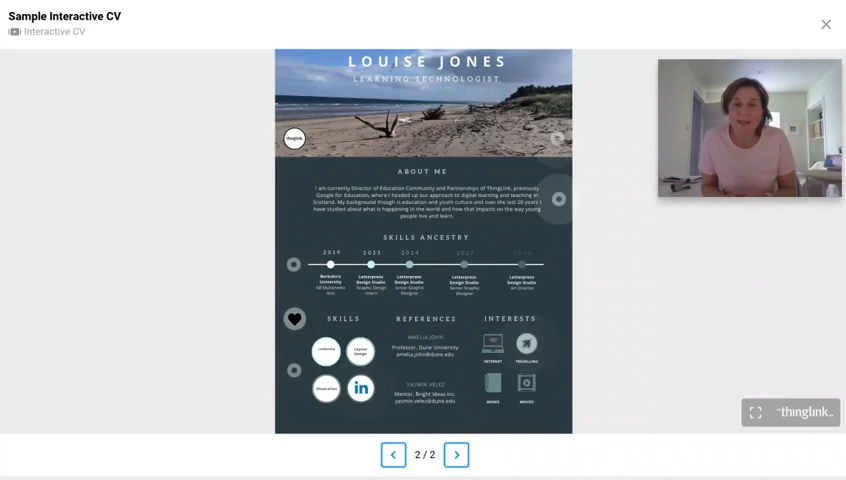 Sample Interactive CV
Interactive CV
LOUISE JONES
LEARNING TECHNOLOGIST
thinglink.
ABOUT ME
I am currently Director of Education Community and Partnerships of ThingLink, previously
Google for Education, where I headed up our approach to digital learning and teaching in
Scotland. My background though is education and youth culture and over the last 20 years I
have studied about what is happening in the world and how that impacts on the way young
people live and learn.
SKILLS ANCESTRY
2019 2023 2024 2027
Berkshire University All Multimedia Arts
Letterpress Design Studio Graphic Design Intern
Letterpress Design Studio Junior Graphic Designer
Letterpress Design Studio Senior Graphic Designer
Letterpress Design Studio Art Director
SKILLS
Leadership
Layout Design
Illustration
in
REFERENCES
AMELIA JOHN
Professor, Dune University
amelia.john@dune.edu
YASMIN VELEZ
Mentor, Bright Ideas Inc.
yasmin.velez@dune.edu
INTERESTS
INTERNET
TRAVELLING
BOOKS
MOVIES
thinglink..
2 / 2